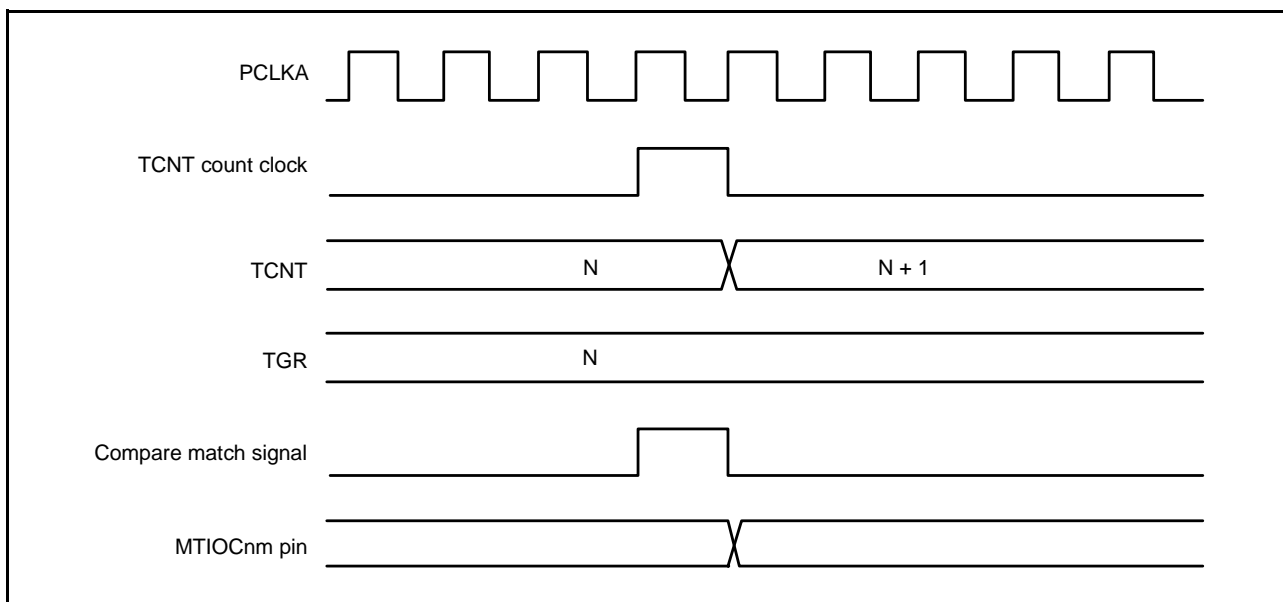 PCLKA
TCNT count clock
TCNT N N + 1
TGR N
Compare match signal
MTIOCnm pin